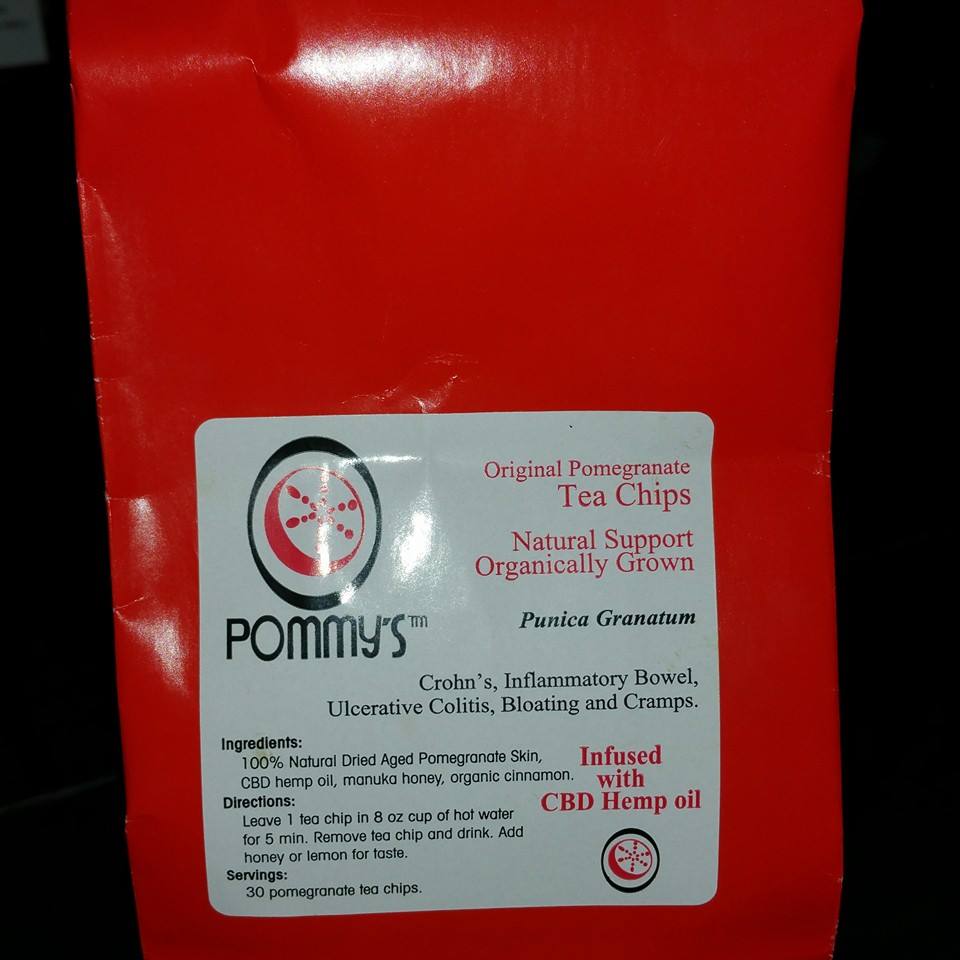 Original Pomegranate
Tea Chips
Natural Support
Organically Grown
POMMY'S™
Punica Granatum
Crohn's, Inflammatory Bowel,
Ulcerative Colitis, Bloating and Cramps.
Ingredients:
100% Natural Dried Aged Pomegranate Skin,
CBD hemp oil, manuka honey, organic cinnamon.
Directions:
Leave 1 tea chip in 8 oz cup of hot water
for 5 min. Remove tea chip and drink. Add
honey or lemon for taste.
Servings:
30 pomegranate tea chips.
Infused
with
CBD Hemp oil